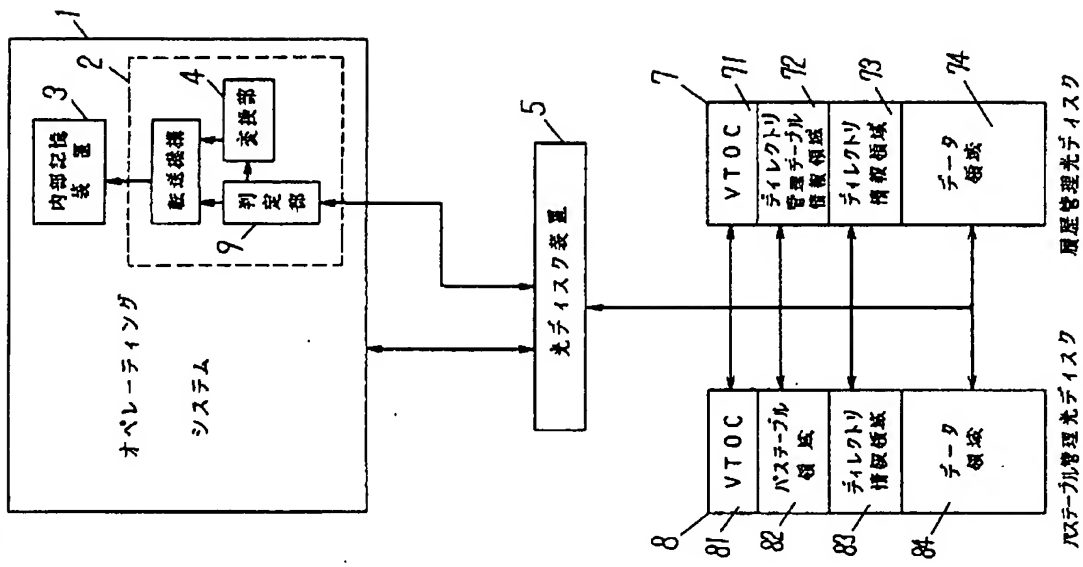 1
オペレーティング
システム
2
3
内部記憶
装置
転送機構
4
変換部
判定部
9
5
光ディスク装置
8
81
VTOC
82
パステーブル
領域
83
ディレクトリ
情報領域
84
データ
領域
パステーブル管理光ディスク
7
VTOC
71
ディレクトリ
管理テーブル
情報領域
72
ディレクトリ
情報領域
73
データ
領域
74
履歴管理光ディスク